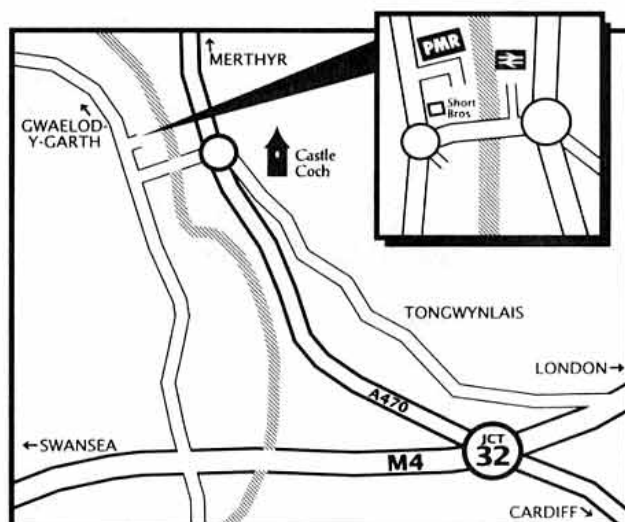 ↑
MERTHYR
PMR
Short
Bros
GWAELOD-
Y-GARTH
Castle
Coch
TONGWYNLAIS
LONDON→
A470
←SWANSEA
JCT
32
M4
CARDIFF↘